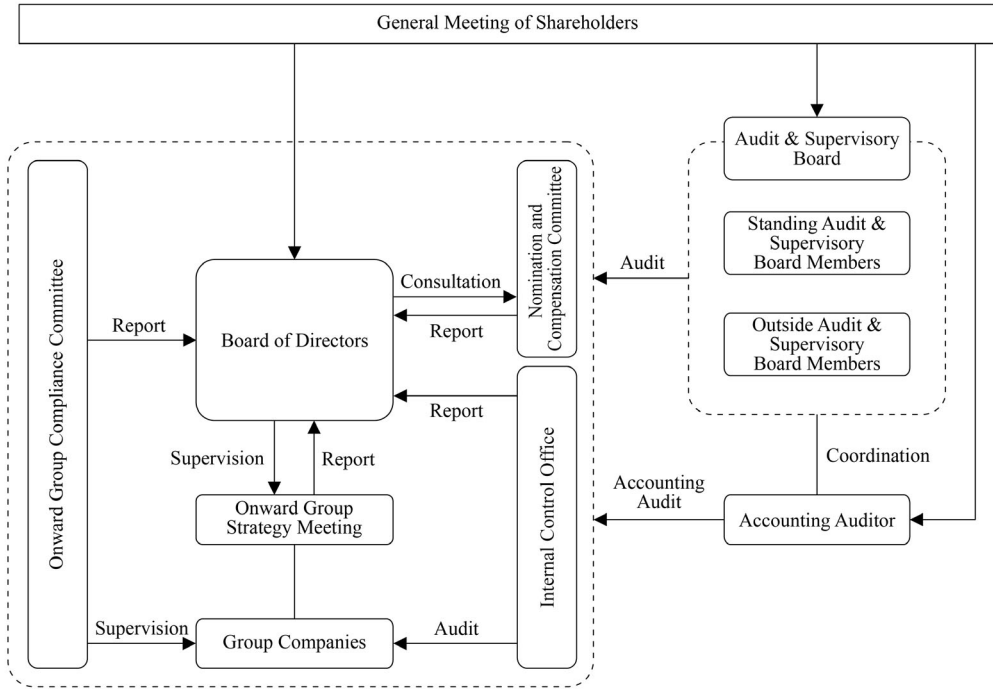 General Meeting of Shareholders
Audit & Supervisory
Board
Standing Audit &
Supervisory
Board Members
Outside Audit &
Supervisory
Board Members
Audit
Coordination
Accounting
Audit
Accounting Auditor
Onward Group Compliance Committee
Report
Board of Directors
Consultation
Report
Nomination and
Compensation Committee
Report
Supervision
Report
Onward Group
Strategy Meeting
Internal Control Office
Supervision
Group Companies
Audit